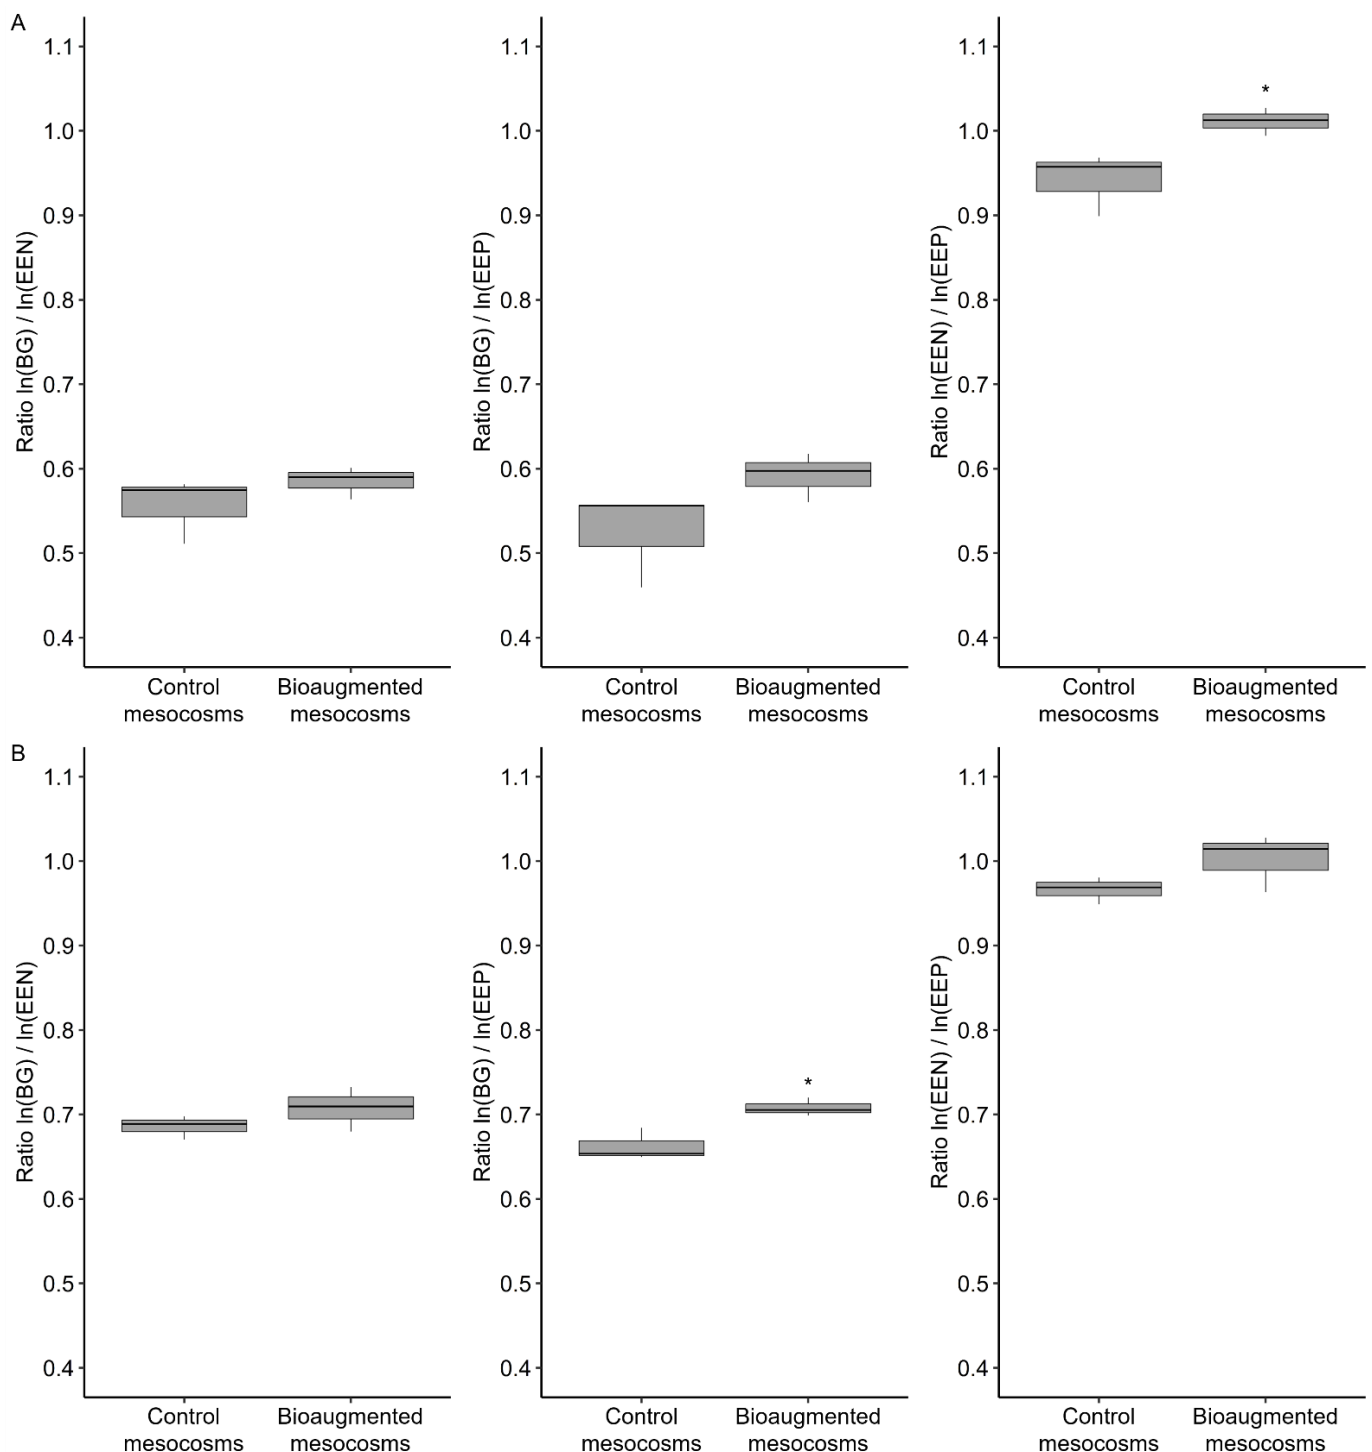 A
Ratio ln(BG) / ln(EEN)
1.1
1.0
0.9
0.8
0.7
0.6
0.5
0.4
Control
mesocosms
Bioaugmented
mesocosms
Ratio ln(BG) / ln(EEP)
1.1
1.0
0.9
0.8
0.7
0.6
0.5
0.4
Control
mesocosms
Bioaugmented
mesocosms
Ratio ln(EEN) / ln(EEP)
1.1
1.0
0.9
0.8
0.7
0.6
0.5
0.4
*
Control
mesocosms
Bioaugmented
mesocosms
B
Ratio ln(BG) / ln(EEN)
1.1
1.0
0.9
0.8
0.7
0.6
0.5
0.4
Control
mesocosms
Bioaugmented
mesocosms
Ratio ln(BG) / ln(EEP)
1.1
1.0
0.9
0.8
0.7
0.6
0.5
0.4
*
Control
mesocosms
Bioaugmented
mesocosms
Ratio ln(EEN) / ln(EEP)
1.1
1.0
0.9
0.8
0.7
0.6
0.5
0.4
Control
mesocosms
Bioaugmented
mesocosms